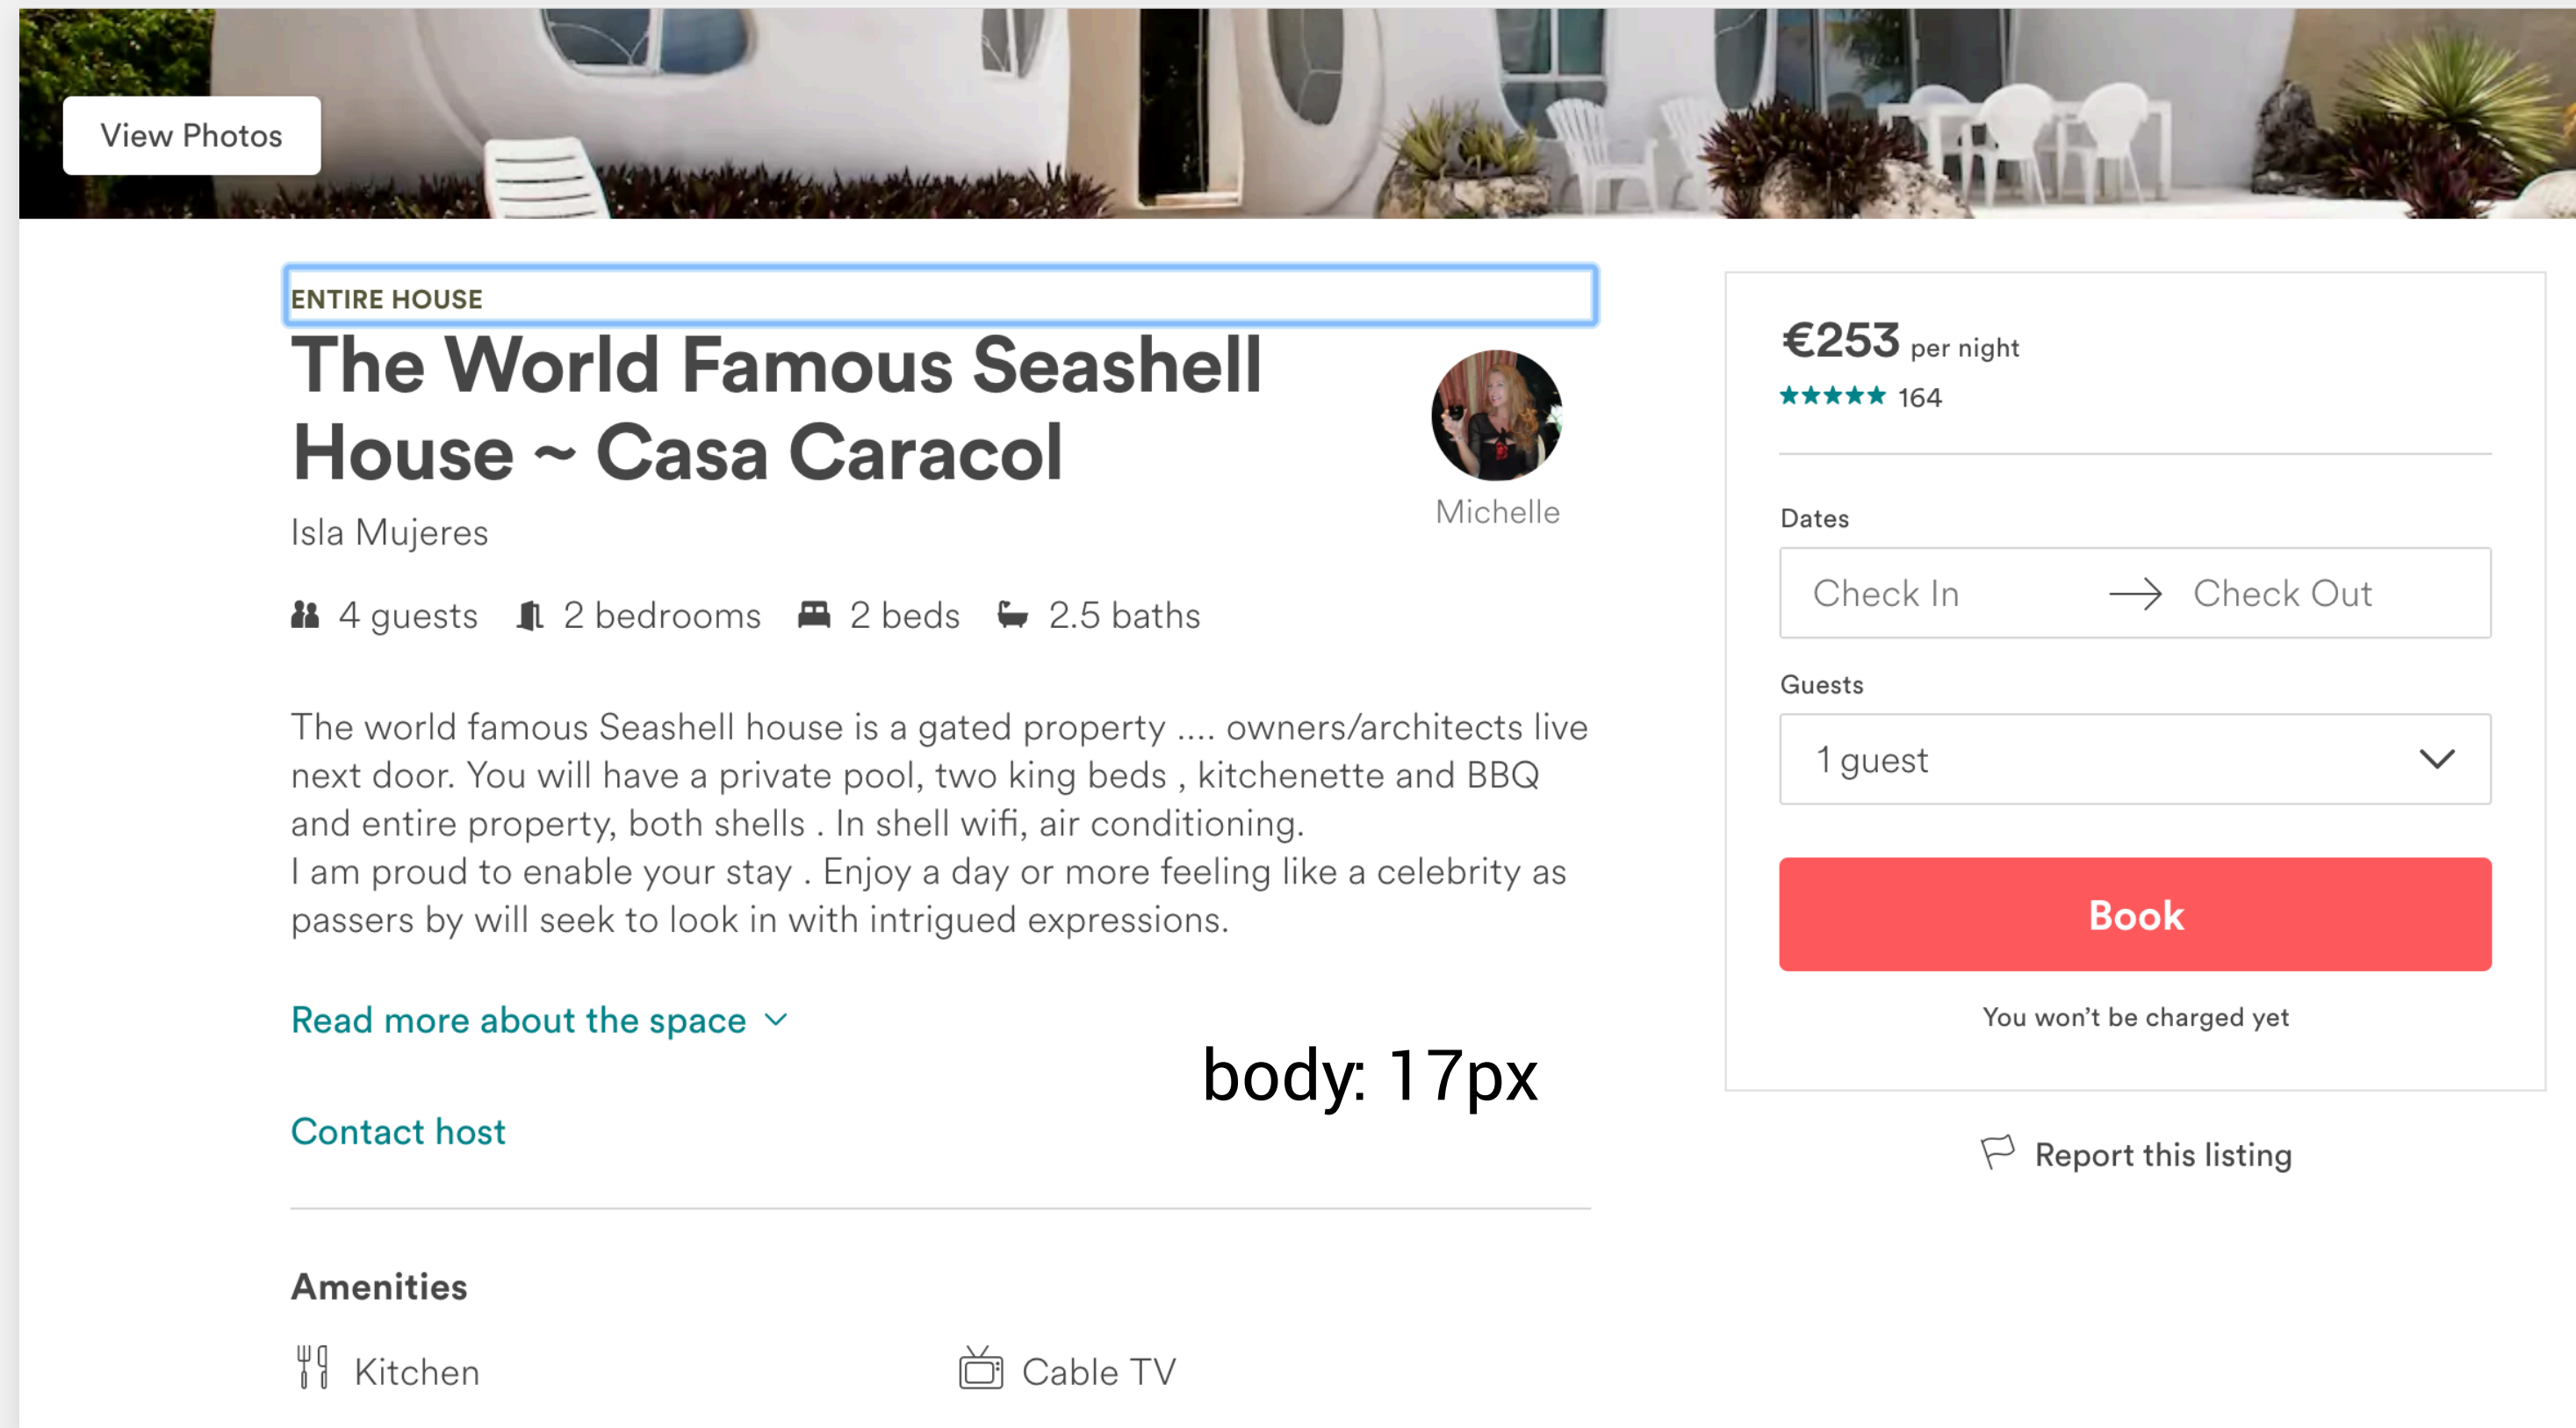 View Photos
ENTIRE HOUSE
The World Famous Seashell
House ~ Casa Caracol
Michelle
Isla Mujeres
4 guests 2 bedrooms 2 beds 2.5 baths
The world famous Seashell house is a gated property .... owners/architects live
next door. You will have a private pool, two king beds , kitchenette and BBQ
and entire property, both shells . In shell wifi, air conditioning.
I am proud to enable your stay . Enjoy a day or more feeling like a celebrity as
passers by will seek to look in with intrigued expressions.
Read more about the space
body: 17px
Contact host
Amenities
Kitchen
Cable TV
€253 per night
164
Dates
Check In Check Out
Guests
1 guest
Book
You won’t be charged yet
Report this listing